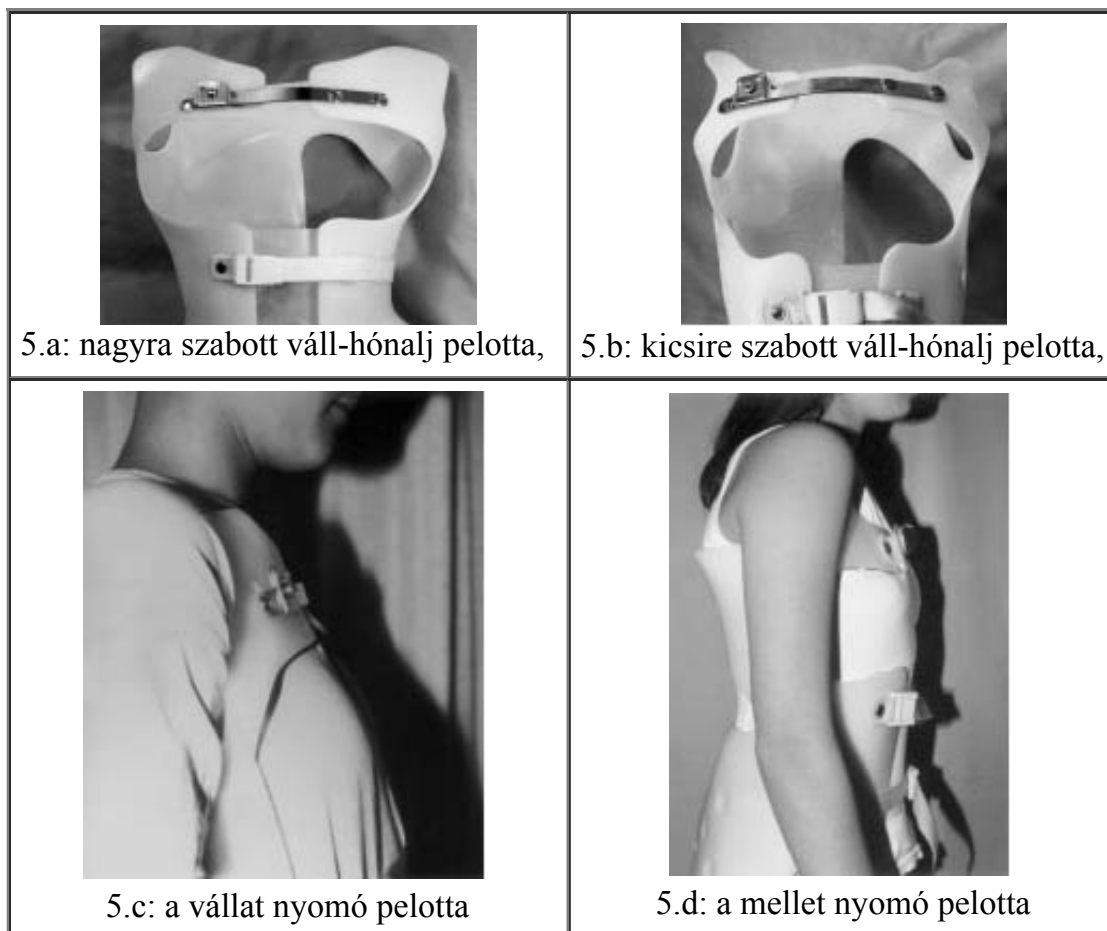 5.a: nagyra szabott váll-hónalj pelotta,
5.b: kicsire szabott váll-hónalj pelotta,
5.c: a vállat nyomó pelotta
5.d: a mellet nyomó pelotta